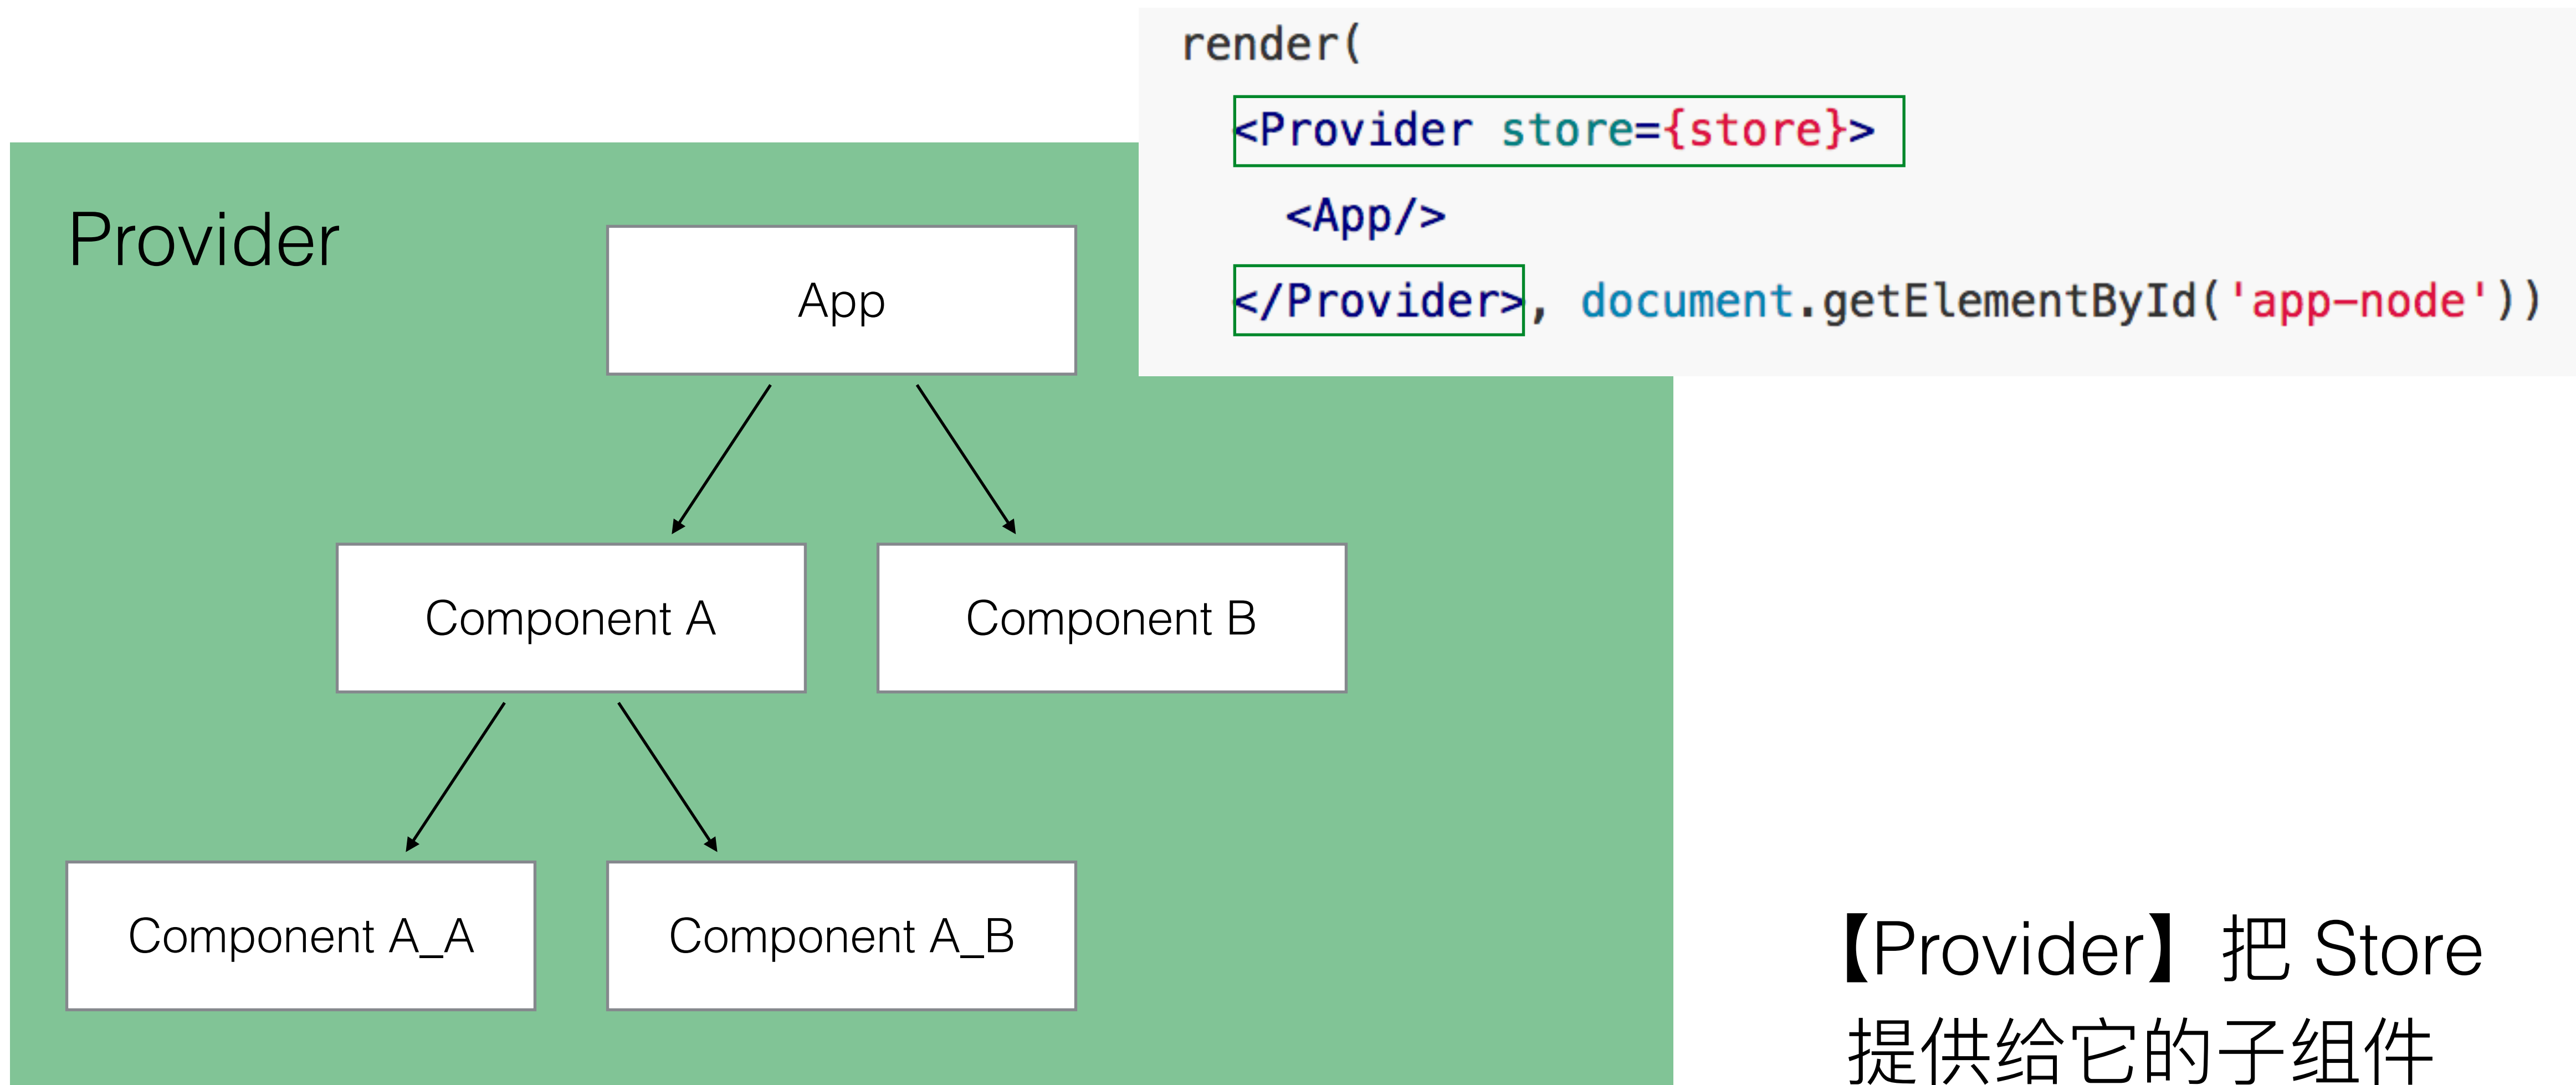 render(
<Provider store={store}>
<App/>
</Provider>, document.getElementById('app-node'))
Provider
App
Component A
Component B
Component A_A
Component A_B
【Provider】把 Store
提供给它的子组件